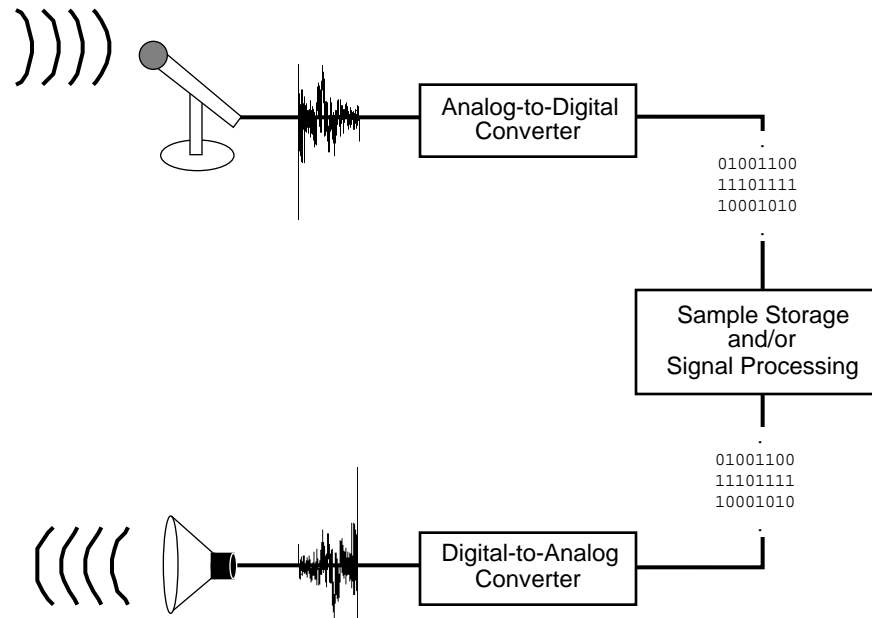 Analog-to-Digital
Converter
.
01001100
11101111
10001010
.
Sample Storage
and/or
Signal Processing
.
01001100
11101111
10001010
.
Digital-to-Analog
Converter